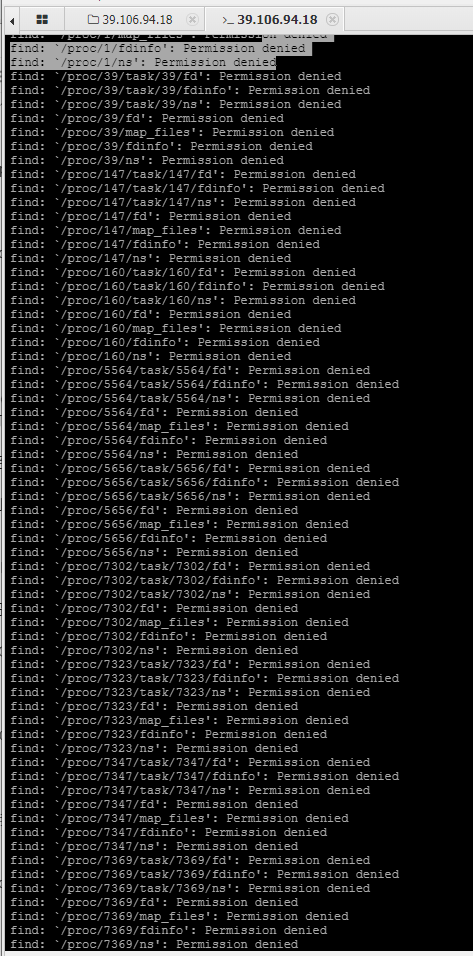 39.106.94.18
39.106.94.18
find: `/proc/1/map_files': Permission denied
find: `/proc/1/fdinfo': Permission denied
find: `/proc/1/ns': Permission denied
find: `/proc/39/task/39/fd': Permission denied
find: `/proc/39/task/39/fdinfo': Permission denied
find: `/proc/39/task/39/ns': Permission denied
find: `/proc/39/fd': Permission denied
find: `/proc/39/map_files': Permission denied
find: `/proc/39/fdinfo': Permission denied
find: `/proc/39/ns': Permission denied
find: `/proc/147/task/147/fd': Permission denied
find: `/proc/147/task/147/fdinfo': Permission denied
find: `/proc/147/task/147/ns': Permission denied
find: `/proc/147/fd': Permission denied
find: `/proc/147/map_files': Permission denied
find: `/proc/147/fdinfo': Permission denied
find: `/proc/147/ns': Permission denied
find: `/proc/160/task/160/fd': Permission denied
find: `/proc/160/task/160/fdinfo': Permission denied
find: `/proc/160/task/160/ns': Permission denied
find: `/proc/160/fd': Permission denied
find: `/proc/160/map_files': Permission denied
find: `/proc/160/fdinfo': Permission denied
find: `/proc/160/ns': Permission denied
find: `/proc/5564/task/5564/fd': Permission denied
find: `/proc/5564/task/5564/fdinfo': Permission denied
find: `/proc/5564/task/5564/ns': Permission denied
find: `/proc/5564/fd': Permission denied
find: `/proc/5564/map_files': Permission denied
find: `/proc/5564/fdinfo': Permission denied
find: `/proc/5564/ns': Permission denied
find: `/proc/5656/task/5656/fd': Permission denied
find: `/proc/5656/task/5656/fdinfo': Permission denied
find: `/proc/5656/task/5656/ns': Permission denied
find: `/proc/5656/fd': Permission denied
find: `/proc/5656/map_files': Permission denied
find: `/proc/5656/fdinfo': Permission denied
find: `/proc/5656/ns': Permission denied
find: `/proc/7302/task/7302/fd': Permission denied
find: `/proc/7302/task/7302/fdinfo': Permission denied
find: `/proc/7302/task/7302/ns': Permission denied
find: `/proc/7302/fd': Permission denied
find: `/proc/7302/map_files': Permission denied
find: `/proc/7302/fdinfo': Permission denied
find: `/proc/7302/ns': Permission denied
find: `/proc/7323/task/7323/fd': Permission denied
find: `/proc/7323/task/7323/fdinfo': Permission denied
find: `/proc/7323/task/7323/ns': Permission denied
find: `/proc/7323/fd': Permission denied
find: `/proc/7323/map_files': Permission denied
find: `/proc/7323/fdinfo': Permission denied
find: `/proc/7323/ns': Permission denied
find: `/proc/7347/task/7347/fd': Permission denied
find: `/proc/7347/task/7347/fdinfo': Permission denied
find: `/proc/7347/task/7347/ns': Permission denied
find: `/proc/7347/fd': Permission denied
find: `/proc/7347/map_files': Permission denied
find: `/proc/7347/fdinfo': Permission denied
find: `/proc/7347/ns': Permission denied
find: `/proc/7369/task/7369/fd': Permission denied
find: `/proc/7369/task/7369/fdinfo': Permission denied
find: `/proc/7369/task/7369/ns': Permission denied
find: `/proc/7369/fd': Permission denied
find: `/proc/7369/map_files': Permission denied
find: `/proc/7369/fdinfo': Permission denied
find: `/proc/7369/ns': Permission denied